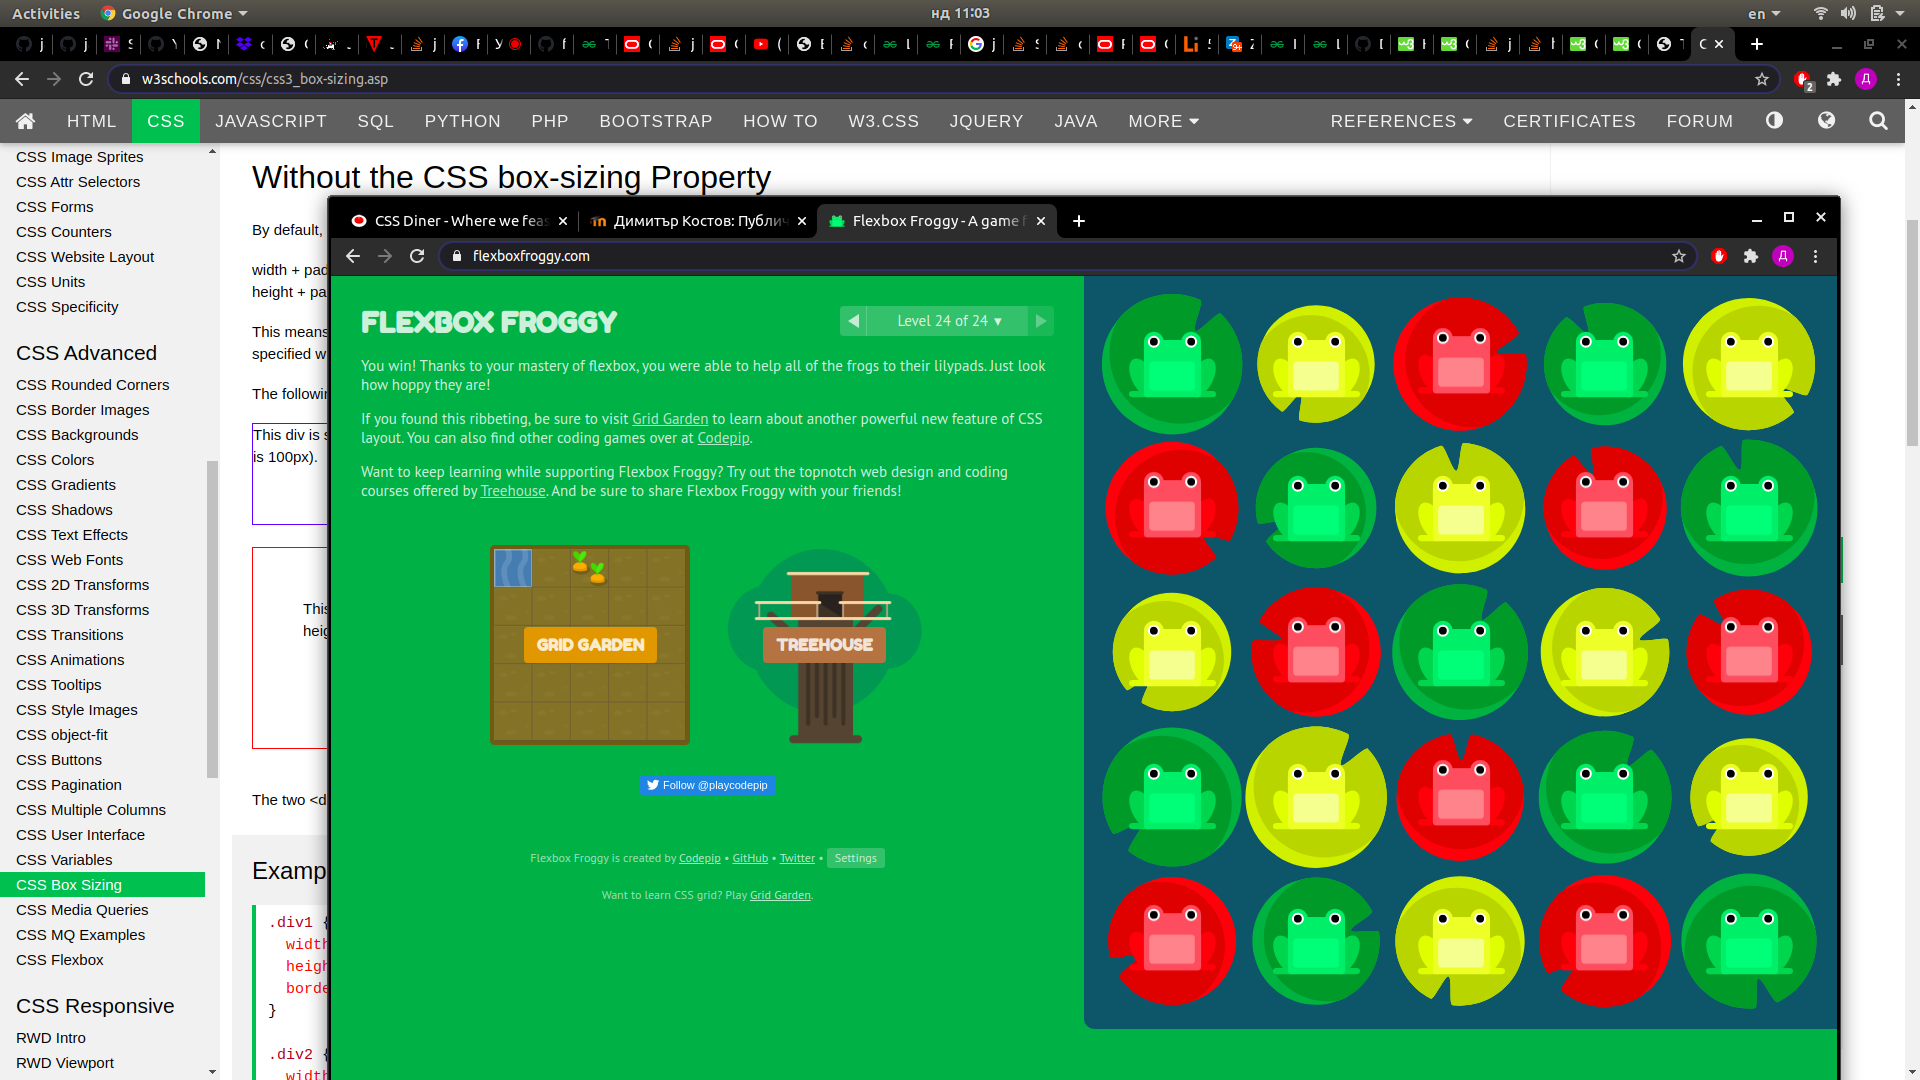 Activities
Google Chrome
нд 11:03
en
w3schools.com/css/css3_box-sizing.asp
2
Д
HTML CSS JAVASCRIPT SQL PYTHON PHP BOOTSTRAP HOW TO W3.CSS JQUERY JAVA MORE REFERENCES CERTIFICATES FORUM
CSS Image Sprites
CSS Attr Selectors
CSS Forms
CSS Counters
CSS Website Layout
CSS Units
CSS Specificity
CSS Advanced
CSS Rounded Corners
CSS Border Images
CSS Backgrounds
CSS Colors
CSS Gradients
CSS Shadows
CSS Text Effects
CSS Web Fonts
CSS 2D Transforms
CSS 3D Transforms
CSS Transitions
CSS Animations
CSS Tooltips
CSS Style Images
CSS object-fit
CSS Buttons
CSS Pagination
CSS Multiple Columns
CSS User Interface
CSS Variables
CSS Box Sizing
CSS Media Queries
CSS MQ Examples
CSS Flexbox
CSS Responsive
RWD Intro
RWD Viewport
Without the CSS box-sizing Property
By default,
width + pad
height + pa
This means
specified w
The followin
This div is s
is 100px).
This
heig
The two <d
Examp
.div1 {
width
heigh
borde
}
.div2 {
width
CSS Diner - Where we feas
Димитър Костов: Публич
Flexbox Froggy - A game f
flexboxfroggy.com
Д
FLEXBOX FROGGY
Level 24 of 24 ▼
You win! Thanks to your mastery of flexbox, you were able to help all of the frogs to their lilypads. Just look
how hoppy they are!
If you found this ribbeting, be sure to visit Grid Garden to learn about another powerful new feature of CSS
layout. You can also find other coding games over at Codepip.
Want to keep learning while supporting Flexbox Froggy? Try out the topnotch web design and coding
courses offered by Treehouse. And be sure to share Flexbox Froggy with your friends!
GRID GARDEN
TREEHOUSE
Follow @playcodepip
Flexbox Froggy is created by Codepip • GitHub • Twitter • Settings
Want to learn CSS grid? Play Grid Garden.